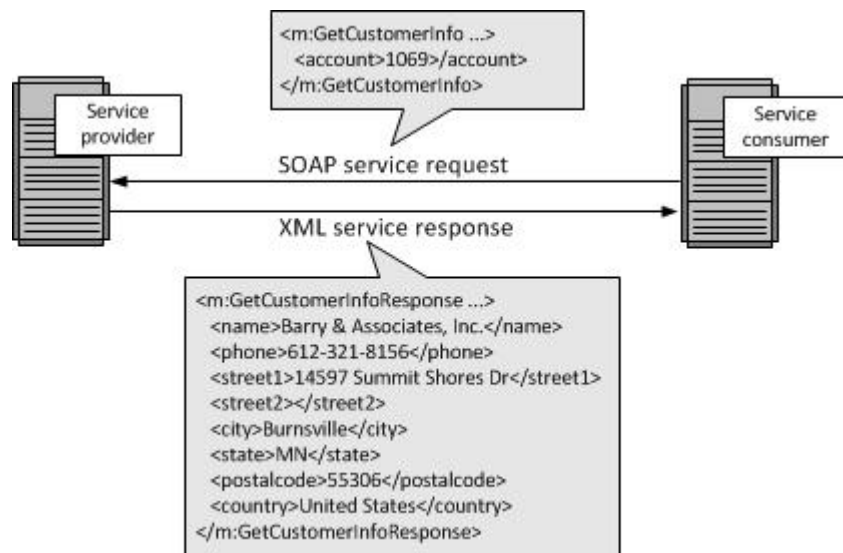 <m:GetCustomerInfo ...>
<account>1069>/account>
</m:GetCustomerInfo>
Service
provider
Service
consumer
SOAP service request
XML service response
<m:GetCustomerInfoResponse ...>
<name>Barry & Associates, Inc.</name>
<phone>612-321-8156</phone>
<street1>14597 Summit Shores Dr</street1>
<street2></street2>
<city>Burnsville</city>
<state>MN</state>
<postalcode>55306</postalcode>
<country>United States</country>
</m:GetCustomerInfoResponse>